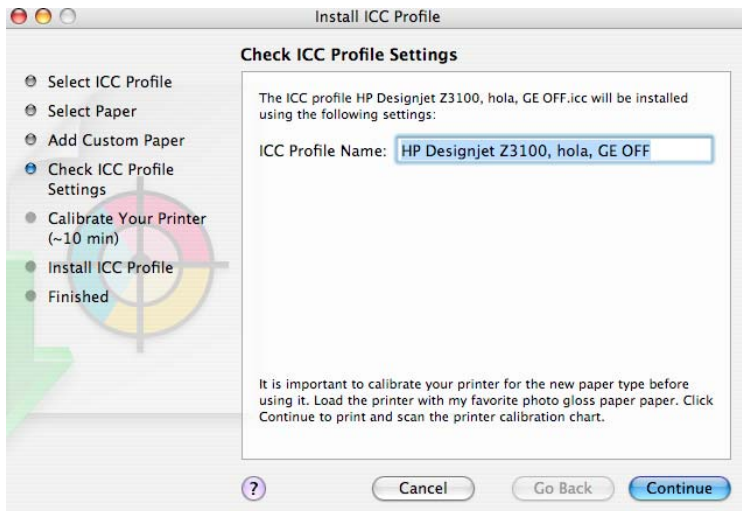 Install ICC Profile
Check ICC Profile Settings
Select ICC Profile
Select Paper
Add Custom Paper
Check ICC Profile
Settings
Calibrate Your Printer
(~10 min)
Install ICC Profile
Finished
The ICC profile HP Designjet Z3100, hola, GE OFF.icc will be installed
using the following settings:
ICC Profile Name: HP Designjet Z3100, hola, GE OFF
It is important to calibrate your printer for the new paper type before
using it. Load the printer with my favorite photo gloss paper paper. Click
Continue to print and scan the printer calibration chart.
? Cancel Go Back Continue